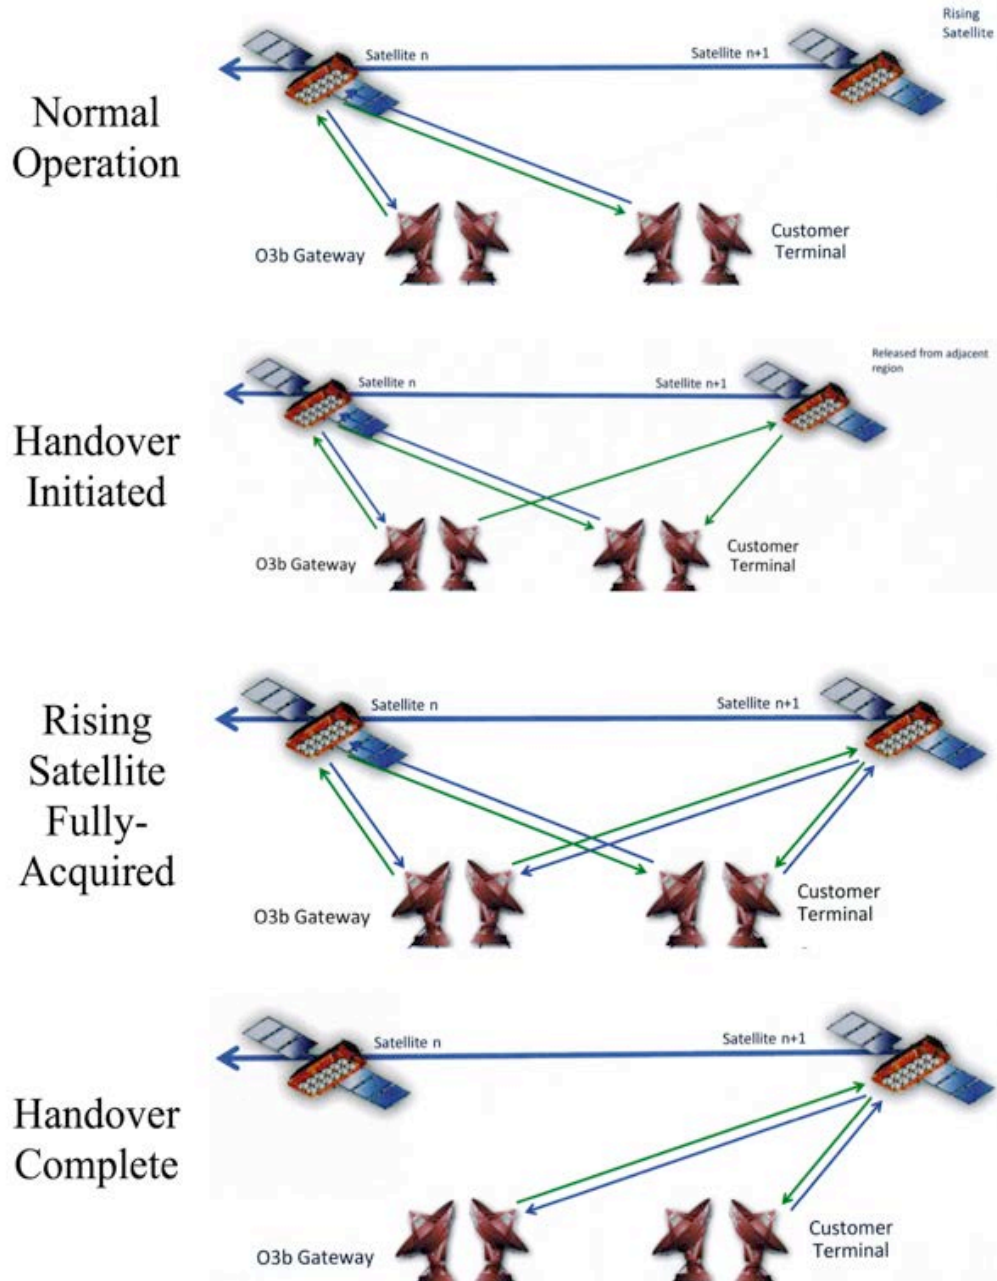 Rising
Satellite
Satellite n
Satellite n+1
Normal
Operation
O3b Gateway
Customer
Terminal
Released from adjacent
region
Satellite n
Satellite n+1
Handover
Initiated
O3b Gateway
Customer
Terminal
Satellite n
Satellite n+1
Rising
Satellite
Fully-
Acquired
O3b Gateway
Customer
Terminal
Satellite n
Satellite n+1
Handover
Complete
O3b Gateway
Customer
Terminal